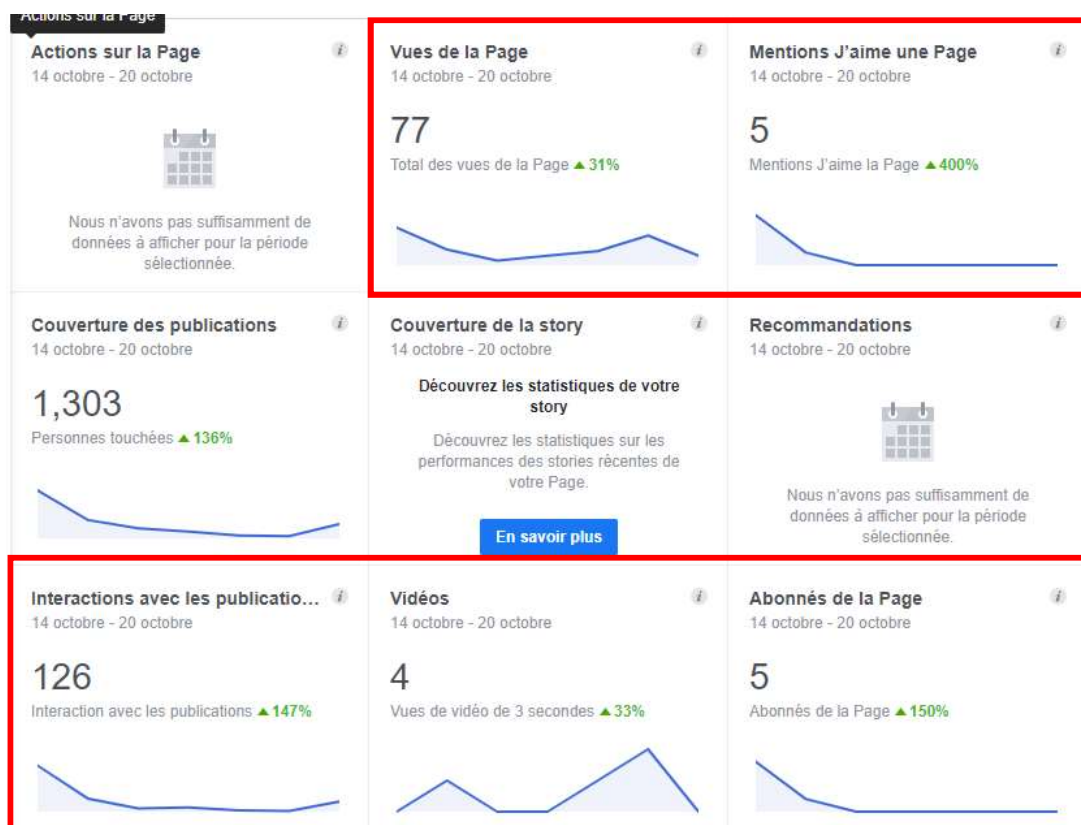 Actions sur la Page
Actions sur la Page
14 octobre - 20 octobre
Nous n'avons pas suffisamment de
données à afficher pour la période
sélectionnée.
Vues de la Page
14 octobre - 20 octobre
77
Total des vues de la Page ▲ 31%
Mentions J'aime une Page
14 octobre - 20 octobre
5
Mentions J'aime la Page ▲ 400%
Couverture des publications
14 octobre - 20 octobre
1,303
Personnes touchées ▲ 136%
Couverture de la story
14 octobre - 20 octobre
Découvrez les statistiques de votre
story
Découvrez les statistiques sur les
performances des stories récentes de
votre Page.
En savoir plus
Recommandations
14 octobre - 20 octobre
Nous n'avons pas suffisamment de
données à afficher pour la période
sélectionnée.
Interactions avec les publicatio...
14 octobre - 20 octobre
126
Interaction avec les publications ▲ 147%
Vidéos
14 octobre - 20 octobre
4
Vues de vidéo de 3 secondes ▲ 33%
Abonnés de la Page
14 octobre - 20 octobre
5
Abonnés de la Page ▲ 150%